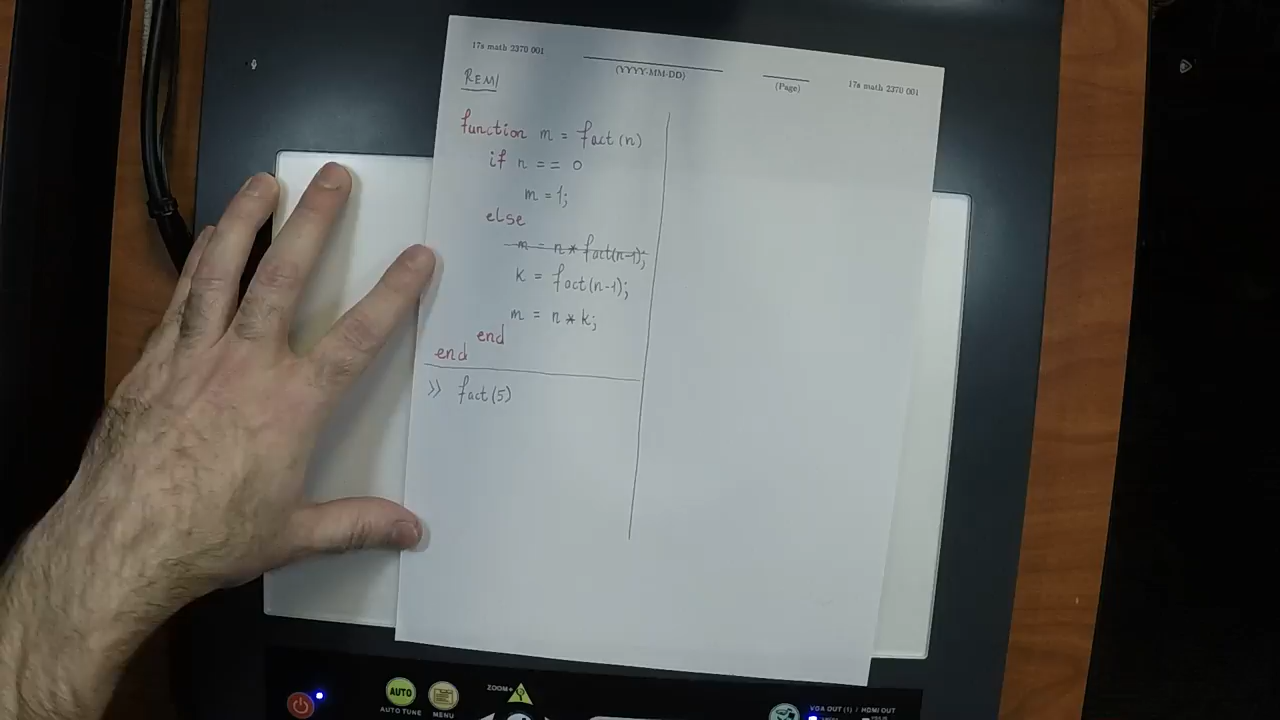 17s math 2370 001
(YYYY-MM-DD)
(Page)
17s math 2370 001
REM/
function m = fact(n)
if n == 0
m = 1;
else
m = n * fact(n-1);
k = fact(n-1);
m = n * k;
end
end
>> fact(5)
AUTO
AUTO TUNE
MENU
ZOOM+
VGA OUT (1) / HDMI OUT